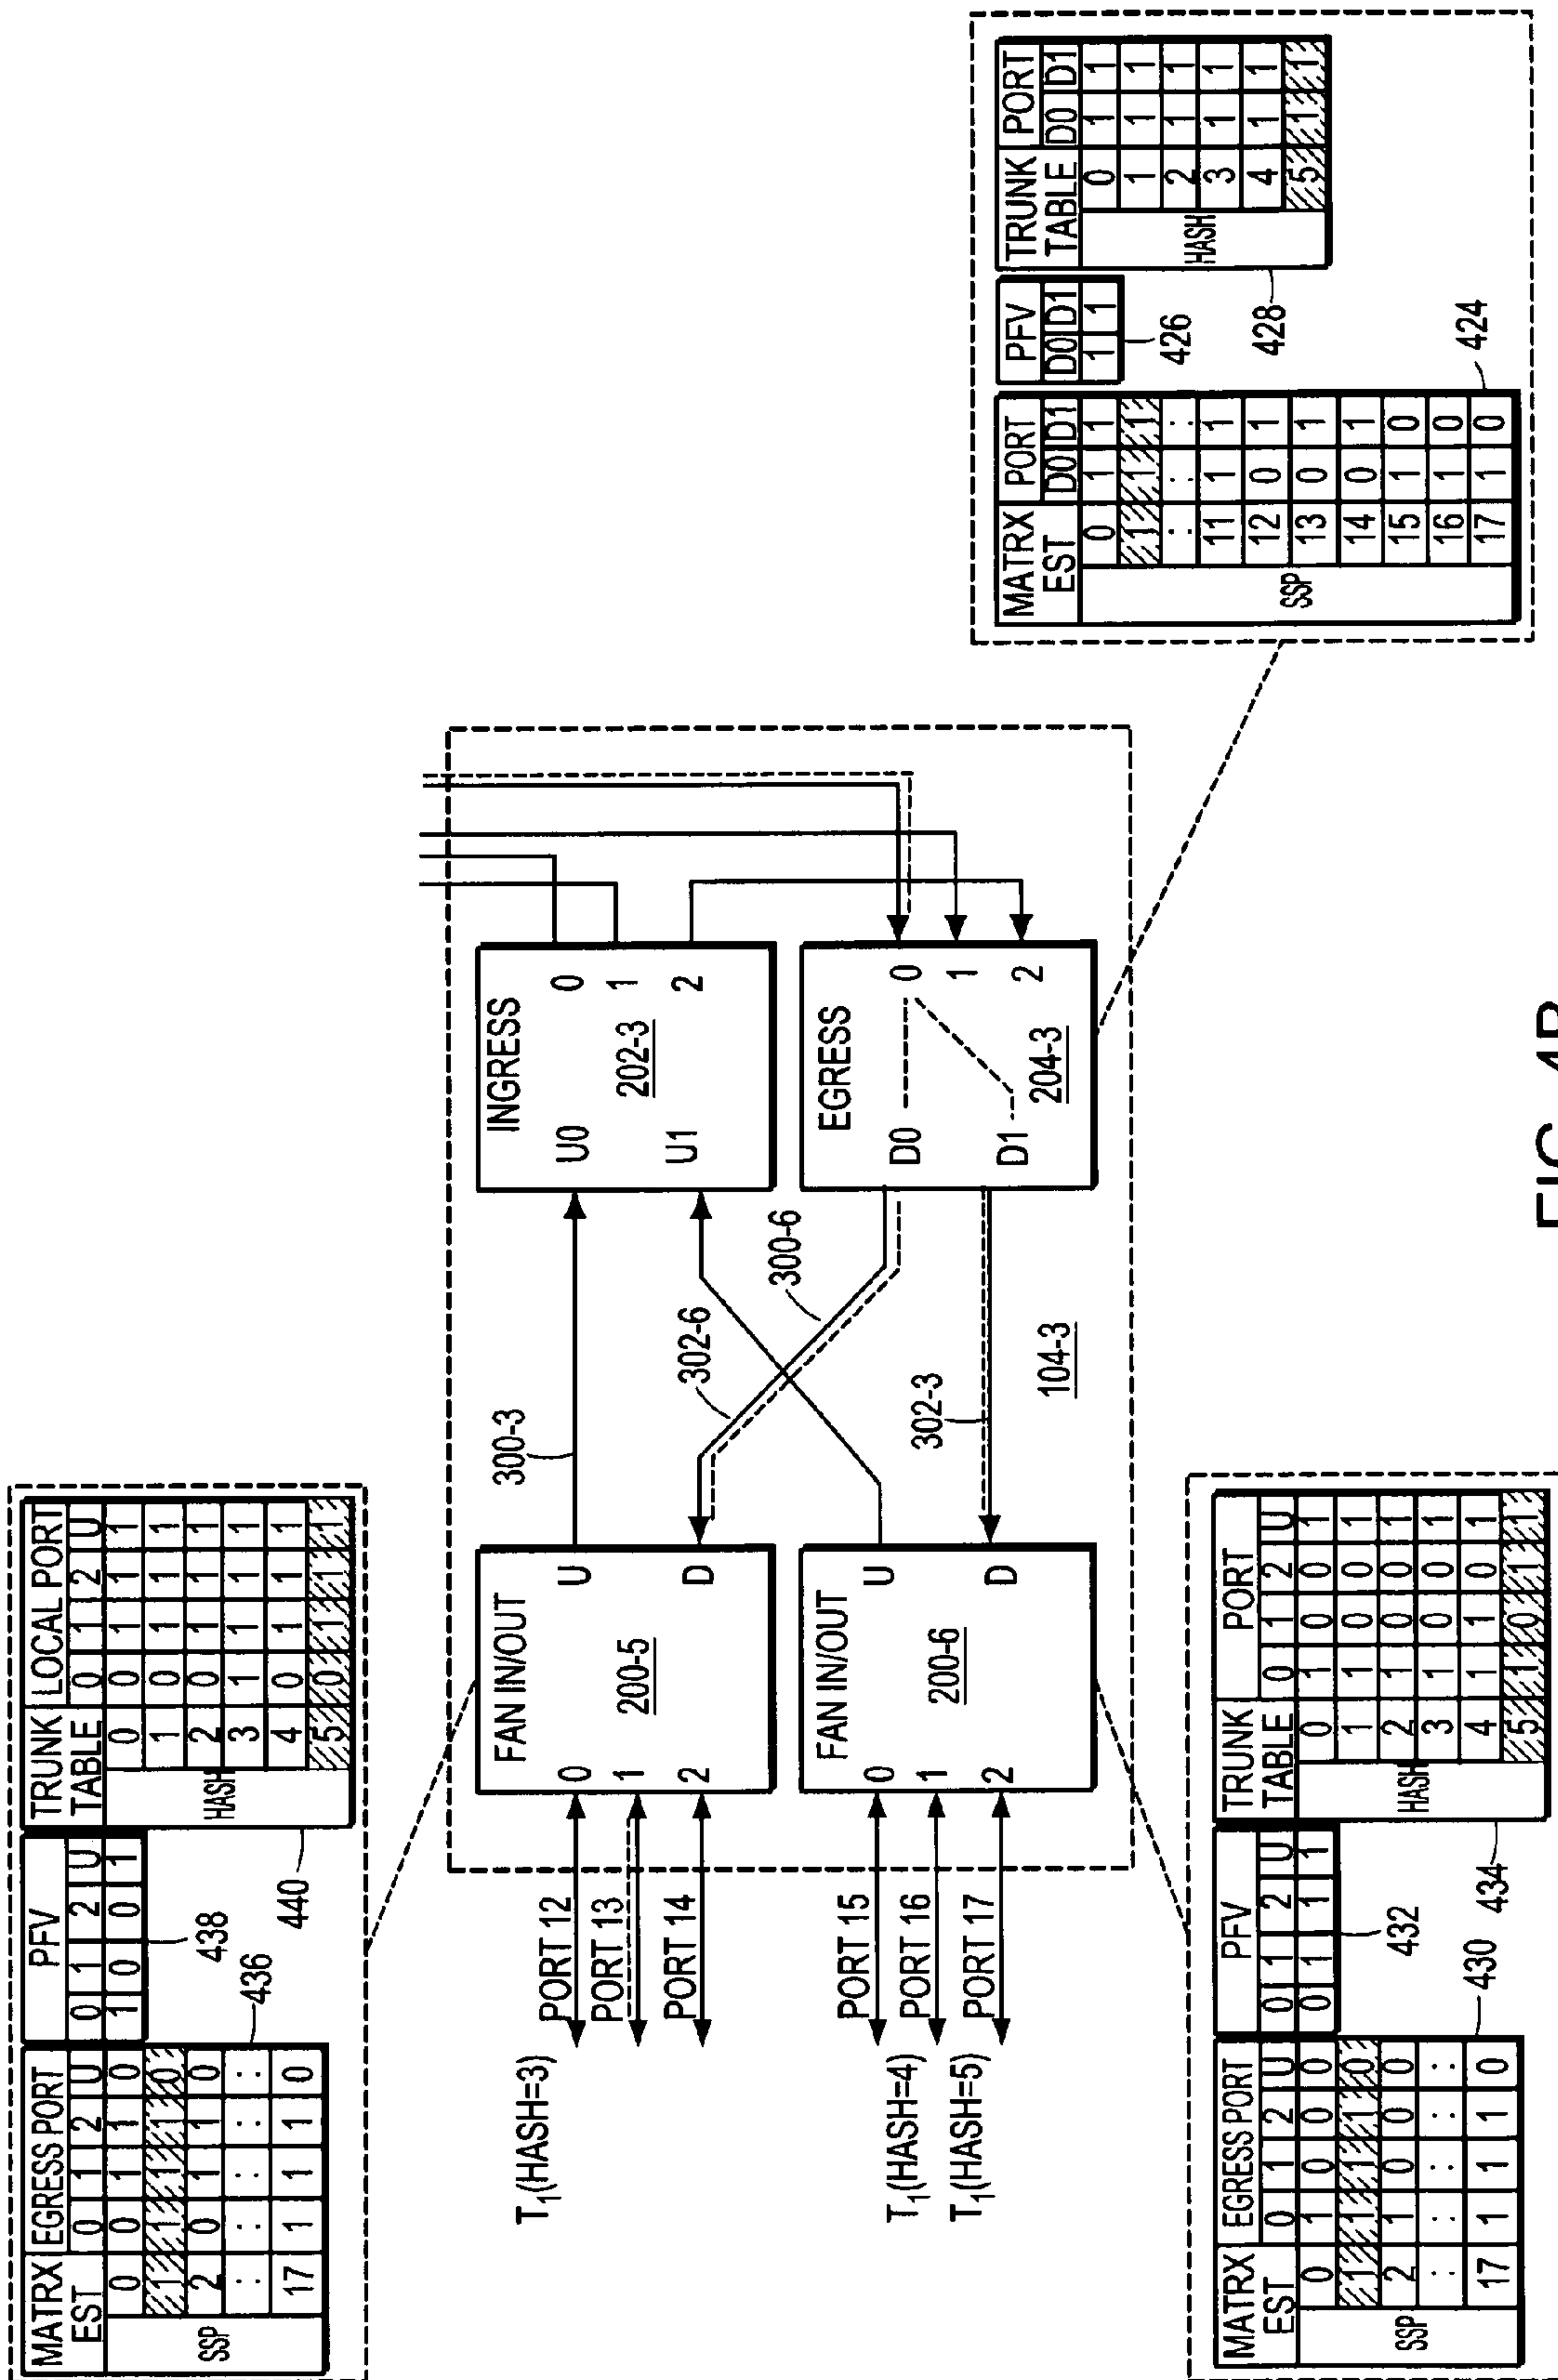 MATRX EST EGRESS PORT
0 1 2 U
0 0 1 1 0
1 1 1 1 0
2 0 1 1 0
: : : : :
17 1 1 1 0
SSP
436
PFV
0 1 2 U
1 0 0 1
438
TRUNK TABLE LOCAL PORT
0 1 2 U
0 0 1 1 1
1 0 1 1 1
2 0 1 1 1
3 1 1 1 1
4 0 1 1 1
5 0 1 1 1
HASH
440
T1(HASH=3)
PORT 12
PORT 13
PORT 14
FAN IN/OUT
0 U
1 200-5
2 D
300-3
302-6
300-6
INGRESS
U0 0
202-3 1
U1 2
T1(HASH=4)
T1(HASH=5)
PORT 15
PORT 16
PORT 17
FAN IN/OUT
0 U
1 200-6
2 D
302-3
104-3
EGRESS
D0 0
1
D1 204-3 2
MATRX EST PORT
D0 D1
0 1 1
1 1 1
: : :
11 1 1
12 0 1
13 0 1
14 0 1
15 1 0
16 1 0
17 1 0
SSP
424
PFV
D0 D1
1 1
426
TRUNK TABLE PORT
D0 D1
0 1 1
1 1 1
2 1 1
3 1 1
4 1 1
5 1 1
HASH
428
MATRX EST EGRESS PORT
0 1 2 U
0 1 0 0 0
1 1 1 1 0
2 1 0 0 0
: : : : :
17 1 1 1 0
SSP
430
PFV
0 1 2 U
0 1 1 1
432
TRUNK TABLE PORT
0 1 2 U
0 1 0 0 1
1 1 0 0 1
2 1 0 0 1
3 1 0 0 1
4 1 1 0 1
5 1 0 1 1
HASH
434
FIG. 4B